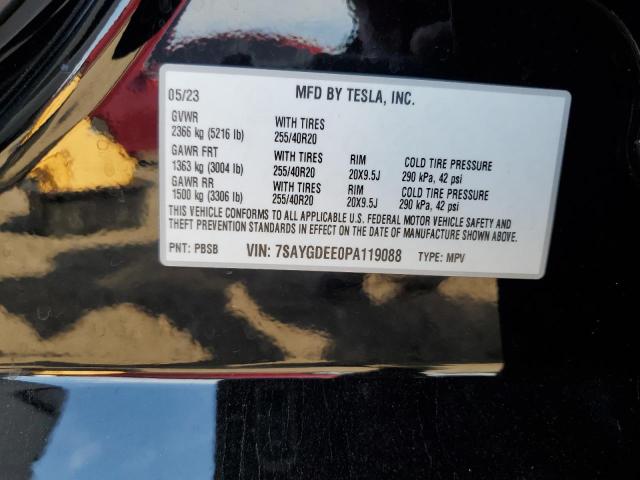 05/23 MFD BY TESLA, INC.
GVWR WITH TIRES
2366 kg (5216 lb) 255/40R20
GAWR FRT WITH TIRES RIM COLD TIRE PRESSURE
1363 kg (3004 lb) 255/40R20 20X9.5J 290 kPa, 42 psi
GAWR RR WITH TIRES RIM COLD TIRE PRESSURE
1500 kg (3306 lb) 255/40R20 20X9.5J 290 kPa, 42 psi
THIS VEHICLE CONFORMS TO ALL APPLICABLE U.S. FEDERAL MOTOR VEHICLE SAFETY AND
THEFT PREVENTION STANDARDS IN EFFECT ON THE DATE OF MANUFACTURE SHOWN ABOVE.
PNT: PBSB VIN: 7SAYGDEE0PA119088 TYPE: MPV